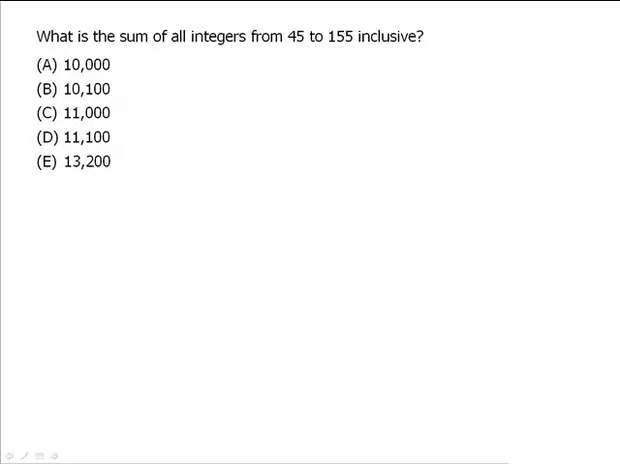 What is the sum of all integers from 45 to 155 inclusive?
(A) 10,000
(B) 10,100
(C) 11,000
(D) 11,100
(E) 13,200